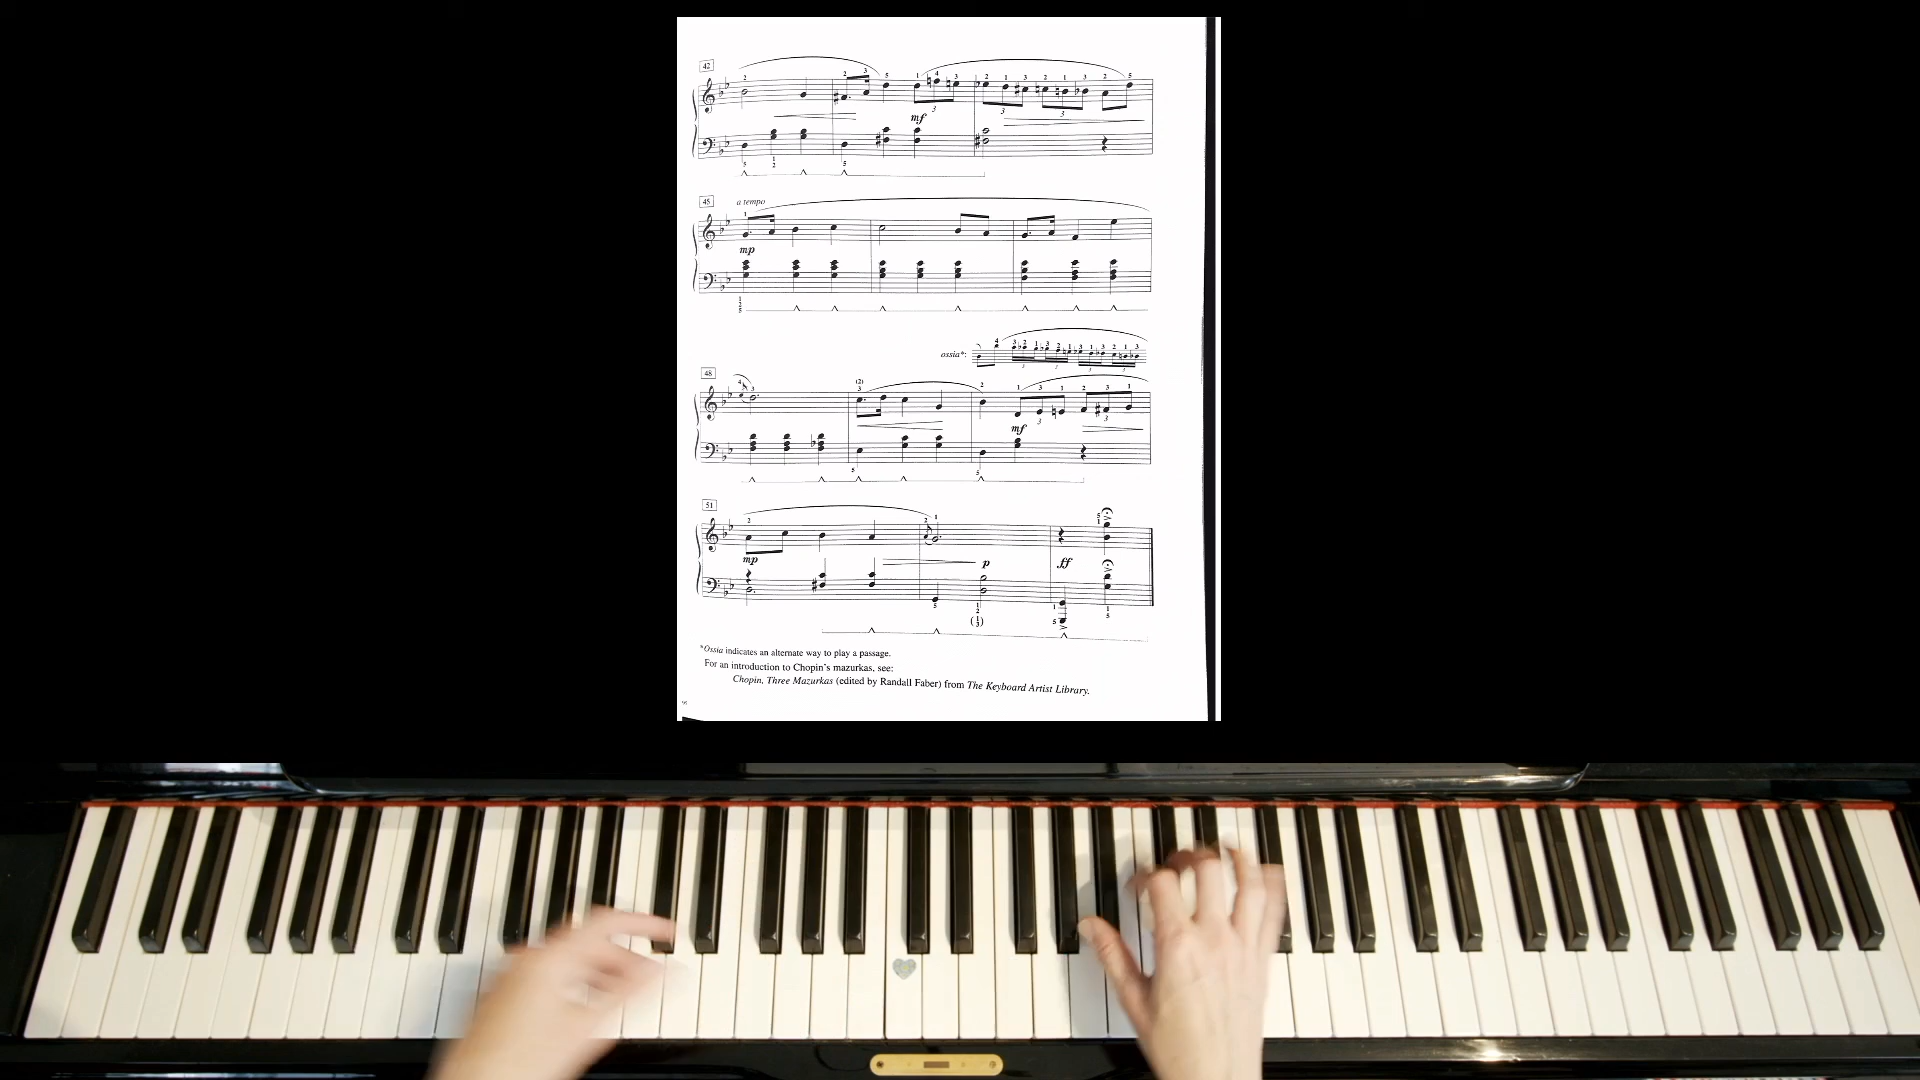 42
mf
45
a tempo
mp
ossia*:
48
mf
51
mp
p
ff
*Ossia indicates an alternate way to play a passage.
For an introduction to Chopin's mazurkas, see:
Chopin, Three Mazurkas (edited by Randall Faber) from The Keyboard Artist Library.